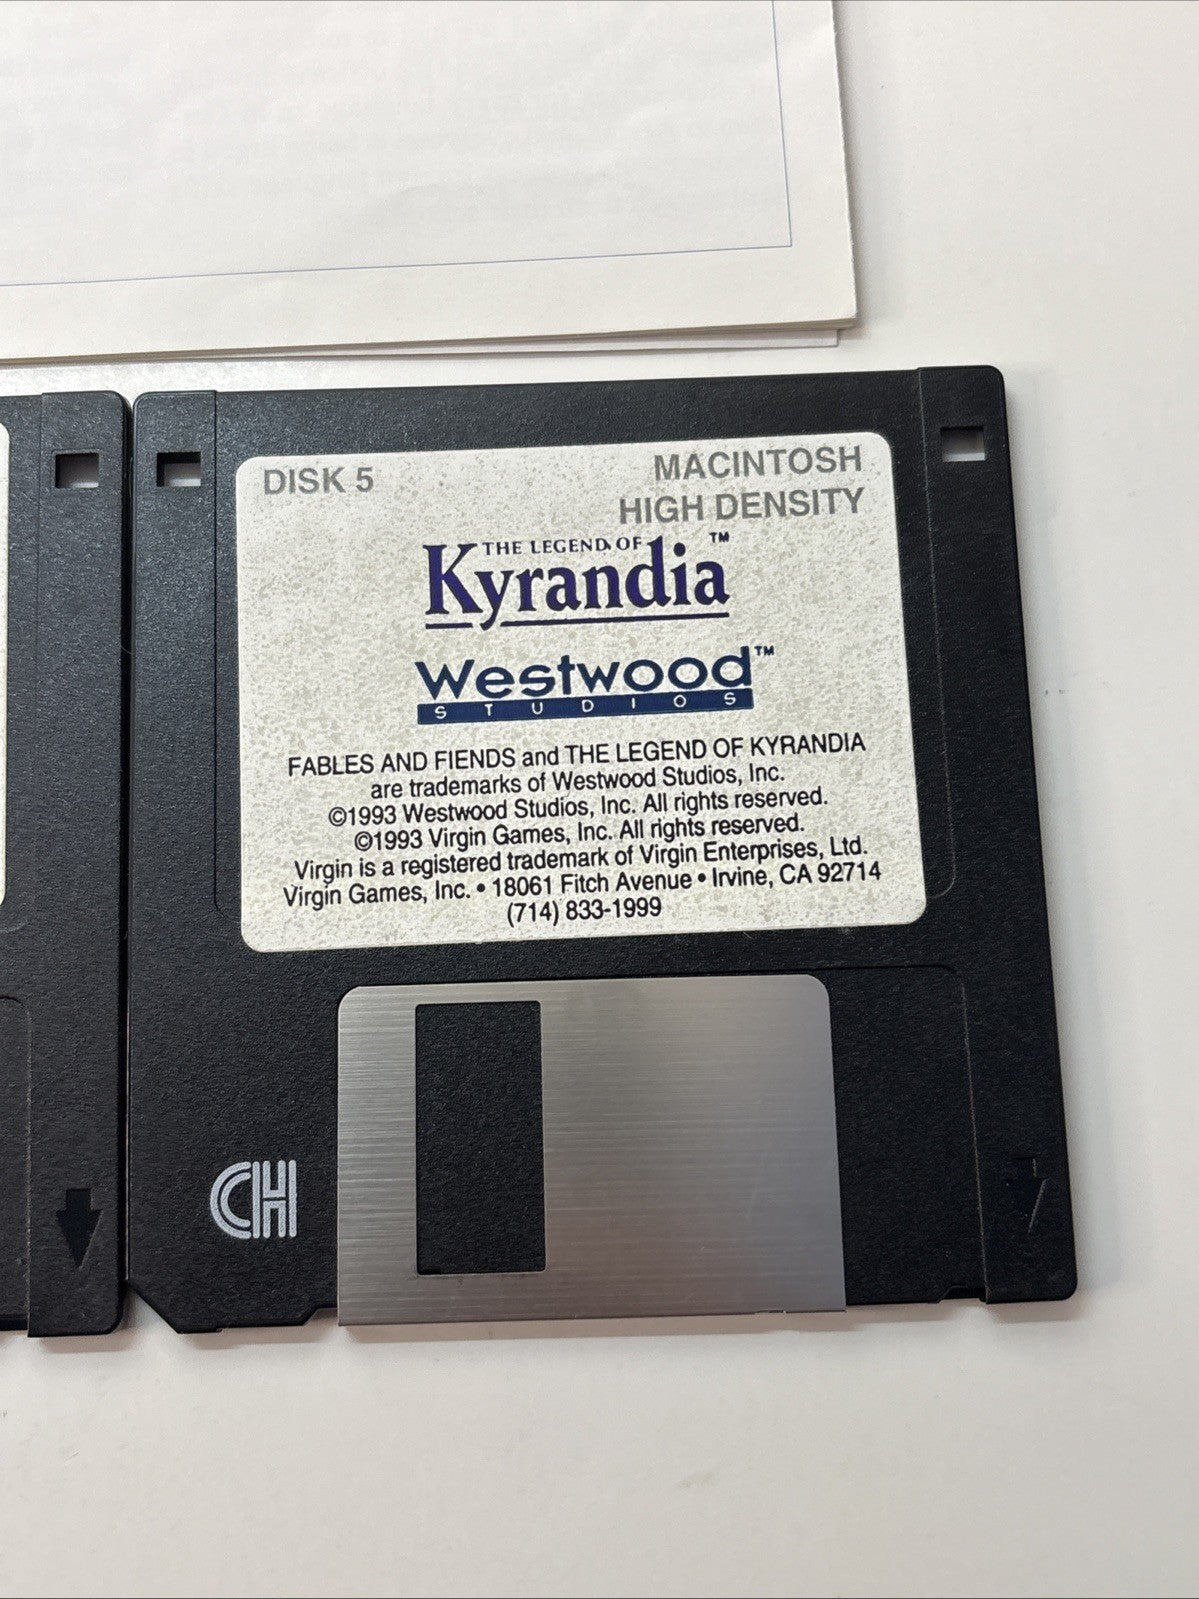 DISK 5
MACINTOSH
HIGH DENSITY
THE LEGEND OF
Kyrandia™
Westwood™
STUDIOS
FABLES AND FIENDS and THE LEGEND OF KYRANDIA
are trademarks of Westwood Studios, Inc.
©1993 Westwood Studios, Inc. All rights reserved.
©1993 Virgin Games, Inc. All rights reserved.
Virgin is a registered trademark of Virgin Enterprises, Ltd.
Virgin Games, Inc. • 18061 Fitch Avenue • Irvine, CA 92714
(714) 833-1999
CH